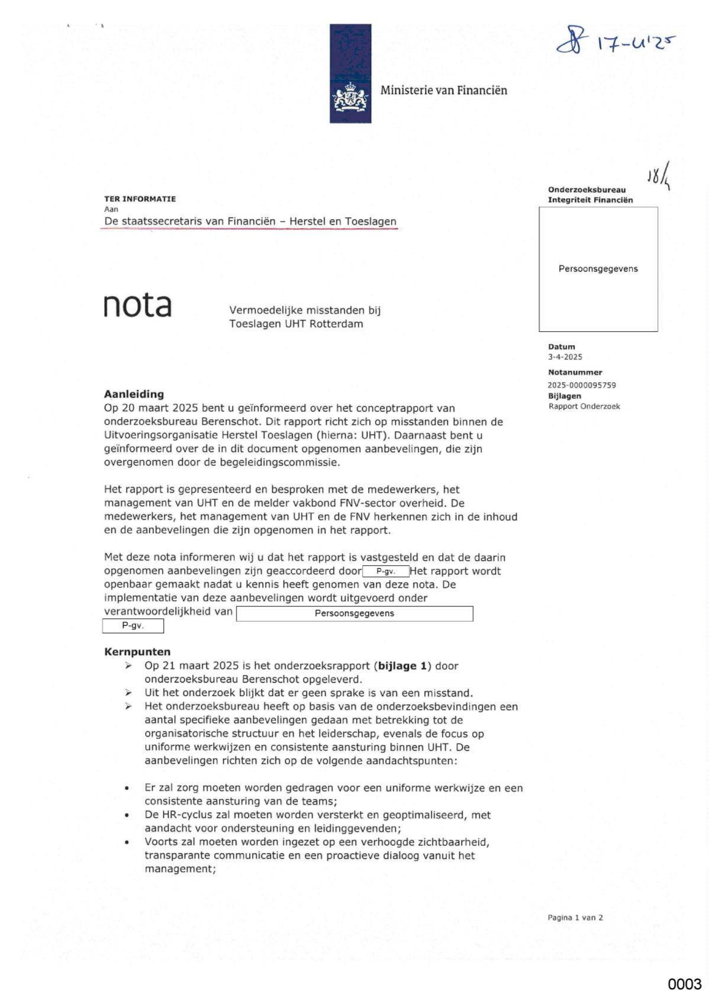 17-4'25
Ministerie van Financiën
18/4
TER INFORMATIE
Aan
De staatssecretaris van Financiën – Herstel en Toeslagen
Onderzoeksbureau
Integriteit Financiën
Persoonsgegevens
nota
Vermoedelijke misstanden bij
Toeslagen UHT Rotterdam
Datum
3-4-2025
Notanummer
2025-0000095759
Bijlagen
Rapport Onderzoek
Aanleiding
Op 20 maart 2025 bent u geïnformeerd over het conceptrapport van
onderzoeksbureau Berenschot. Dit rapport richt zich op misstanden binnen de
Uitvoeringsorganisatie Herstel Toeslagen (hierna: UHT). Daarnaast bent u
geïnformeerd over de in dit document opgenomen aanbevelingen, die zijn
overgenomen door de begeleidingscommissie.
Het rapport is gepresenteerd en besproken met de medewerkers, het
management van UHT en de melder vakbond FNV-sector overheid. De
medewerkers, het management van UHT en de FNV herkennen zich in de inhoud
en de aanbevelingen die zijn opgenomen in het rapport.
Met deze nota informeren wij u dat het rapport is vastgesteld en dat de daarin
opgenomen aanbevelingen zijn geaccordeerd door P-gv. Het rapport wordt
openbaar gemaakt nadat u kennis heeft genomen van deze nota. De
implementatie van deze aanbevelingen wordt uitgevoerd onder
verantwoordelijkheid van Persoonsgegevens
P-gv.
Kernpunten
➢ Op 21 maart 2025 is het onderzoeksrapport (bijlage 1) door
onderzoeksbureau Berenschot opgeleverd.
➢ Uit het onderzoek blijkt dat er geen sprake is van een misstand.
➢ Het onderzoeksbureau heeft op basis van de onderzoeksbevindingen een
aantal specifieke aanbevelingen gedaan met betrekking tot de
organisatorische structuur en het leiderschap, evenals de focus op
uniforme werkwijzen en consistente aansturing binnen UHT. De
aanbevelingen richten zich op de volgende aandachtspunten:
• Er zal zorg moeten worden gedragen voor een uniforme werkwijze en een
consistente aansturing van de teams;
• De HR-cyclus zal moeten worden versterkt en geoptimaliseerd, met
aandacht voor ondersteuning en leidinggevenden;
• Voorts zal moeten worden ingezet op een verhoogde zichtbaarheid,
transparante communicatie en een proactieve dialoog vanuit het
management;
Pagina 1 van 2
0003